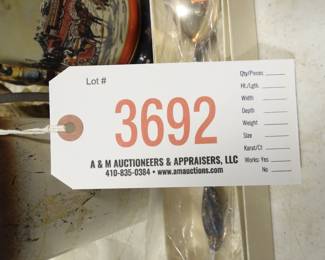 Lot #
3692
A & M AUCTIONEERS & APPRAISERS, LLC
410-835-0384 • www.amauctions.com
Qty/Pieces
Ht./Lgth
Width
Depth
Weight
Size
Karat/Ct
Works: Yes
No